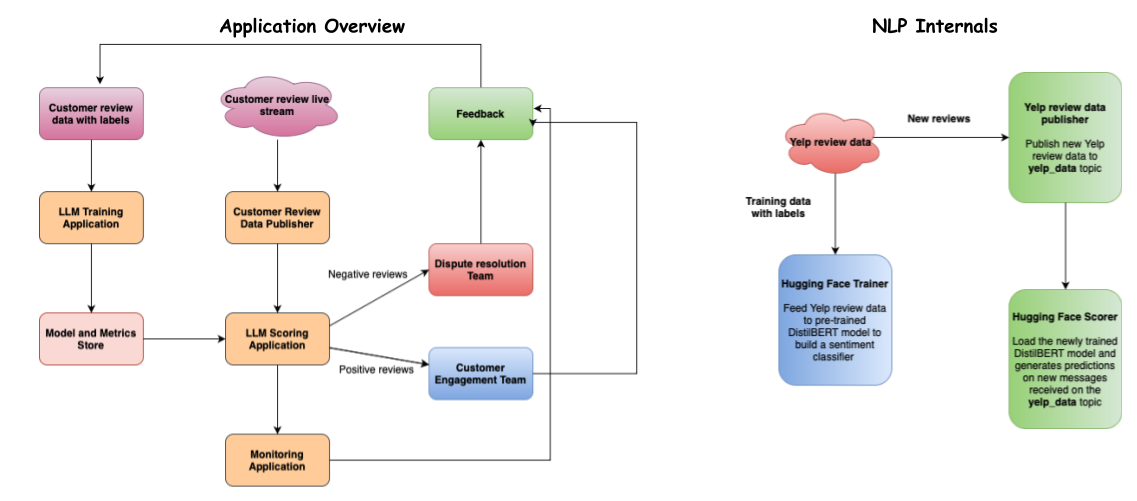 Application Overview
NLP Internals
Customer review
data with labels
Customer review live
stream
Feedback
LLM Training
Application
Customer Review
Data Publisher
Negative reviews
Dispute resolution
Team
Model and Metrics
Store
LLM Scoring
Application
Positive reviews
Customer
Engagement Team
Monitoring
Application
Yelp review data
New reviews
Yelp review data
publisher
Publish new Yelp
review data to
yelp_data topic
Training data
with labels
Hugging Face Trainer
Feed Yelp review data
to pre-trained
DistilBERT model to
build a sentiment
classifier
Hugging Face Scorer
Load the newly trained
DistilBERT model and
generates predictions
on new messages
received on the
yelp_data topic